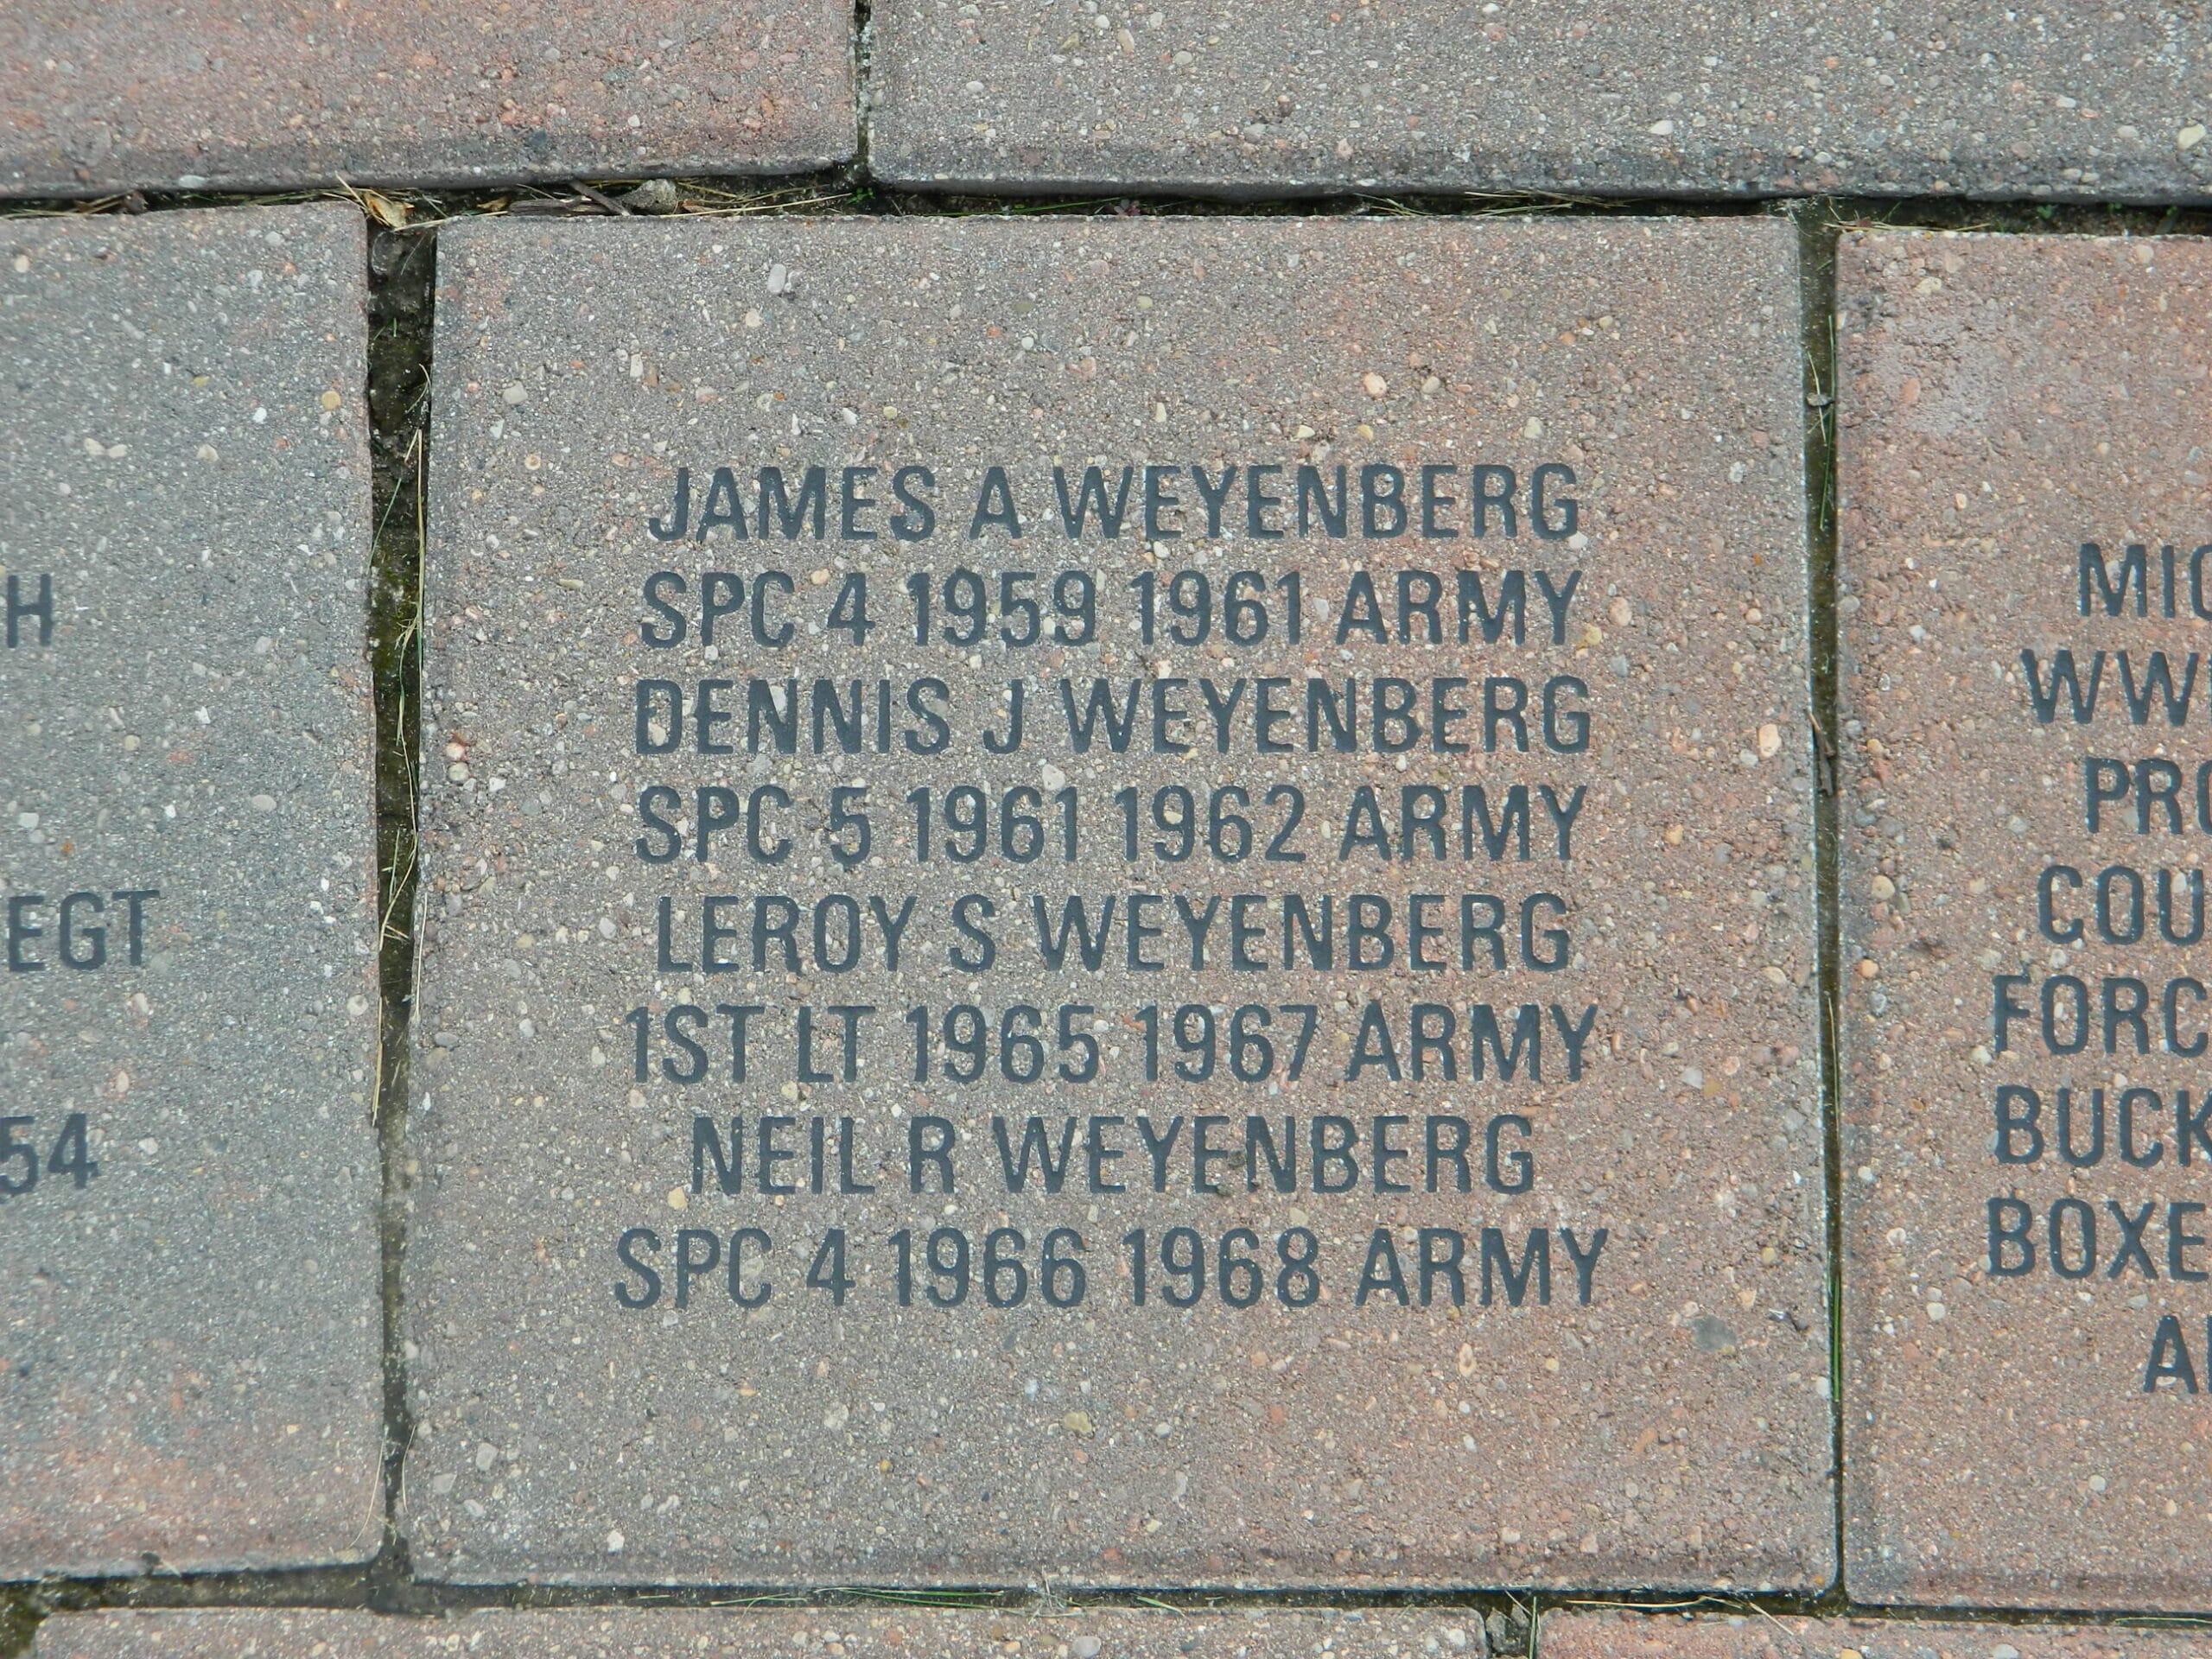 JAMES A WEYENBERG
SPC 4 1959 1961 ARMY
DENNIS J WEYENBERG
SPC 5 1961 1962 ARMY
LEROY S WEYENBERG
1ST LT 1965 1967 ARMY
NEIL R WEYENBERG
SPC 4 1966 1968 ARMY